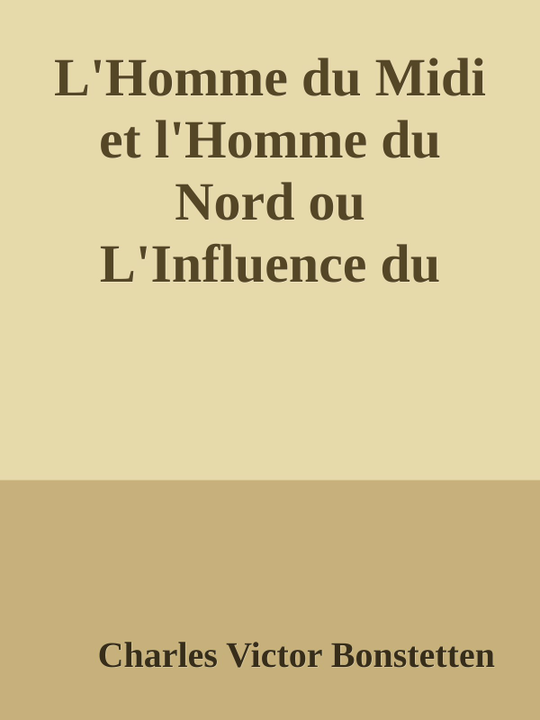 L'Homme du Midi
et l'Homme du
Nord ou
L'Influence du
Charles Victor Bonstetten